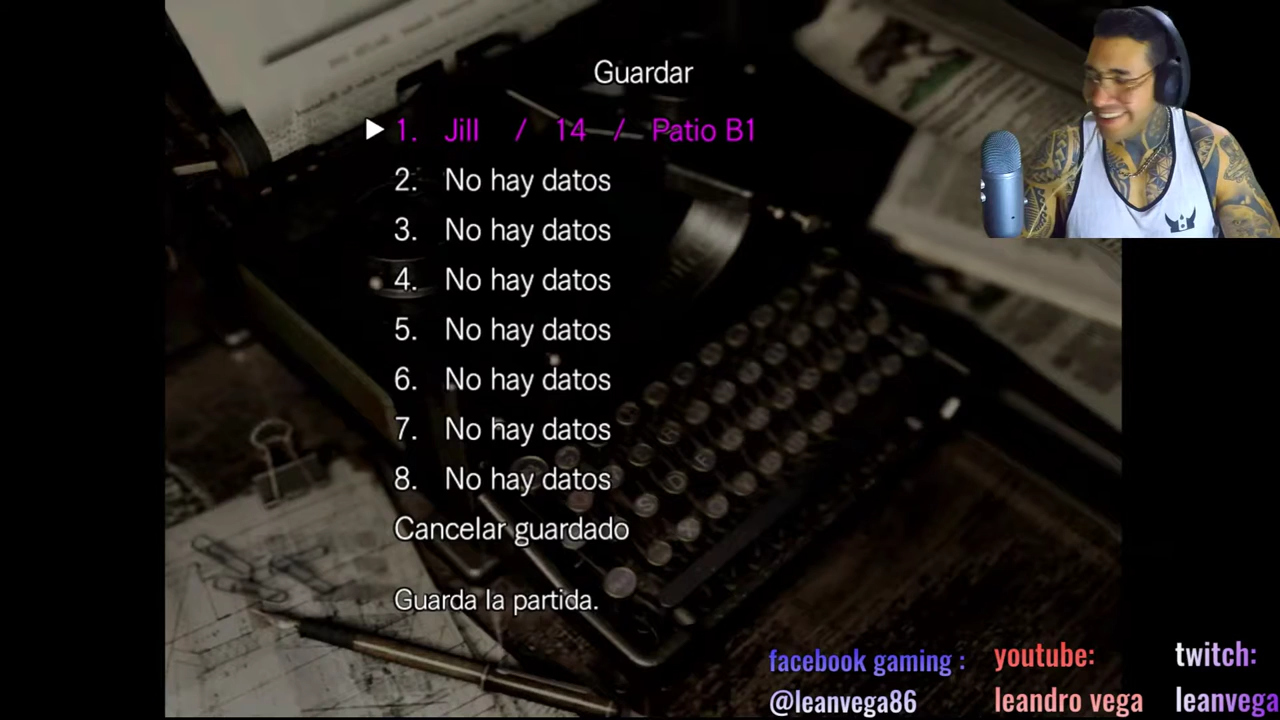 Guardar
1. Jill / 14 / Patio B1
2. No hay datos
3. No hay datos
4. No hay datos
5. No hay datos
6. No hay datos
7. No hay datos
8. No hay datos
Cancelar guardado
Guarda la partida.
facebook gaming :
@leanvega86
youtube:
leandro vega
twitch:
leanvega